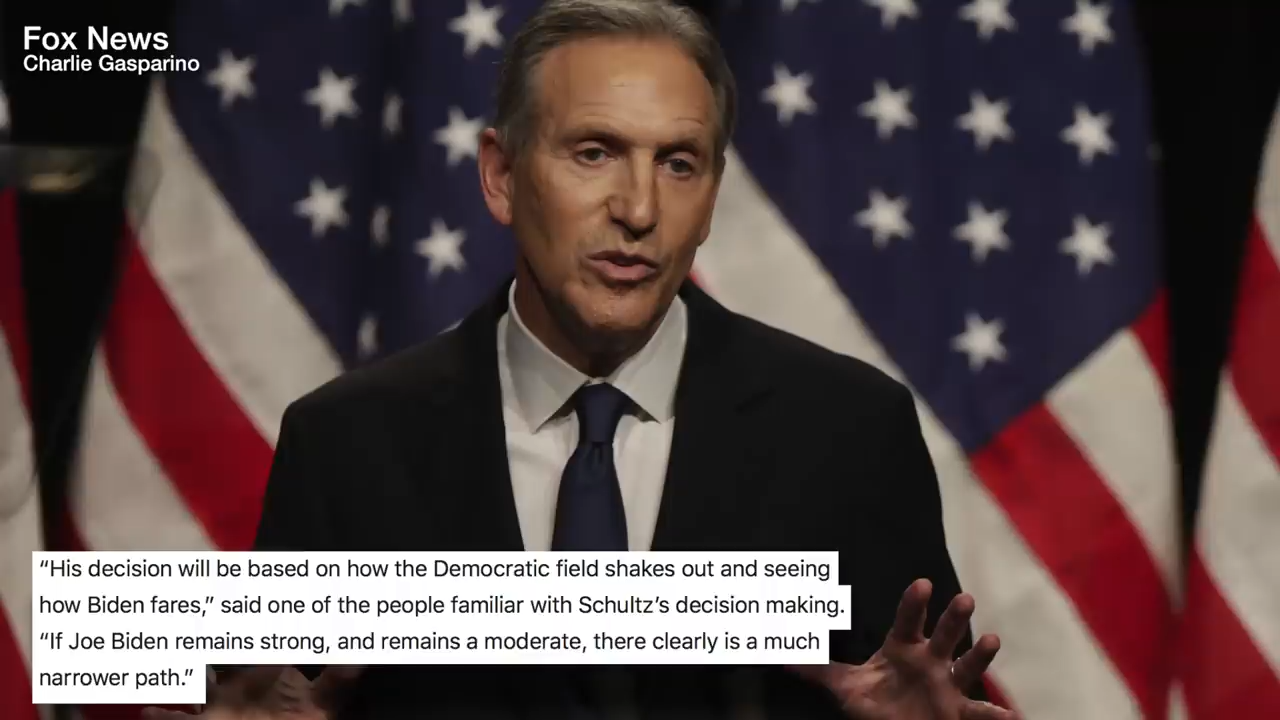 Fox News
Charlie Gasparino
“His decision will be based on how the Democratic field shakes out and seeing
how Biden fares,” said one of the people familiar with Schultz’s decision making.
“If Joe Biden remains strong, and remains a moderate, there clearly is a much
narrower path.”